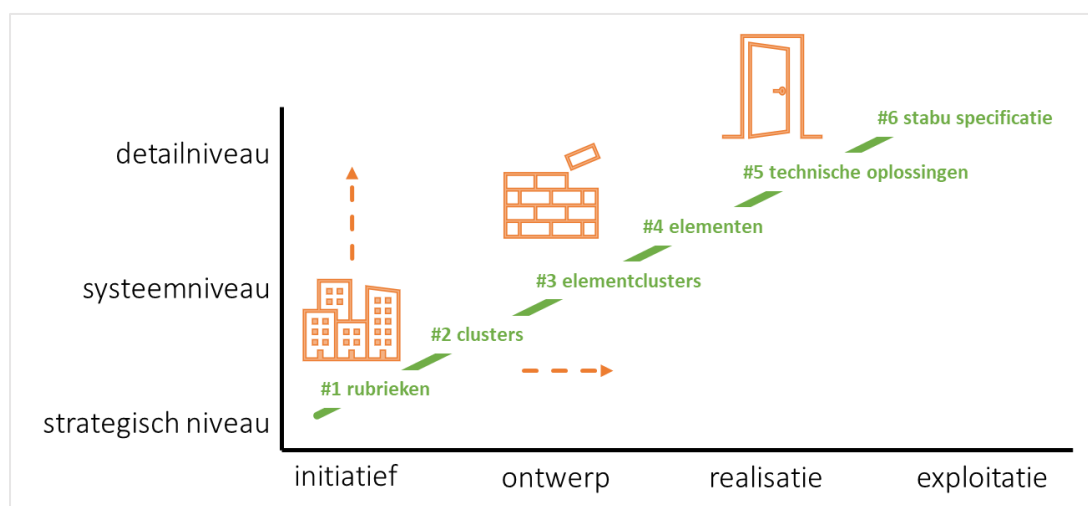 #6 stabu specificatie
detailniveau
#5 technische oplossingen
#4 elementen
systeemniveau
#3 elementclusters
#2 clusters
#1 rubrieken
strategisch niveau
initiatief
ontwerp
realisatie
exploitatie